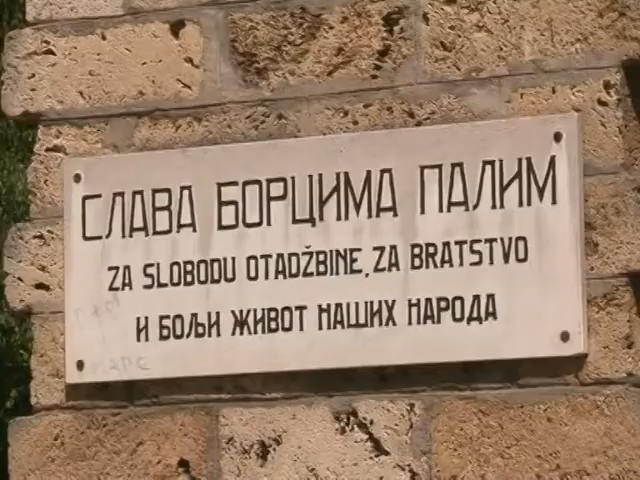 СЛАВА БОРЦИМА ПАЛИМ
ZA SLOBODU OTADŽBINE, ZA BRATSTVO
И БОЉИ ЖИВОТ НАШИХ НАРОДА